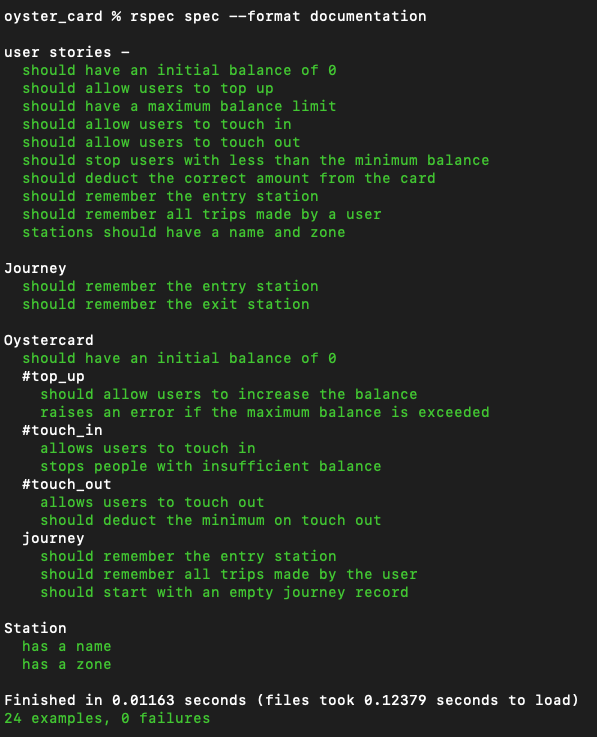 oyster_card % rspec spec --format documentation
user stories –
should have an initial balance of 0
should allow users to top up
should have a maximum balance limit
should allow users to touch in
should allow users to touch out
should stop users with less than the minimum balance
should deduct the correct amount from the card
should remember the entry station
should remember all trips made by a user
stations should have a name and zone
Journey
should remember the entry station
should remember the exit station
Oystercard
should have an initial balance of 0
#top_up
should allow users to increase the balance
raises an error if the maximum balance is exceeded
#touch_in
allows users to touch in
stops people with insufficient balance
#touch_out
allows users to touch out
should deduct the minimum on touch out
journey
should remember the entry station
should remember all trips made by the user
should start with an empty journey record
Station
has a name
has a zone
Finished in 0.01163 seconds (files took 0.12379 seconds to load)
24 examples, 0 failures